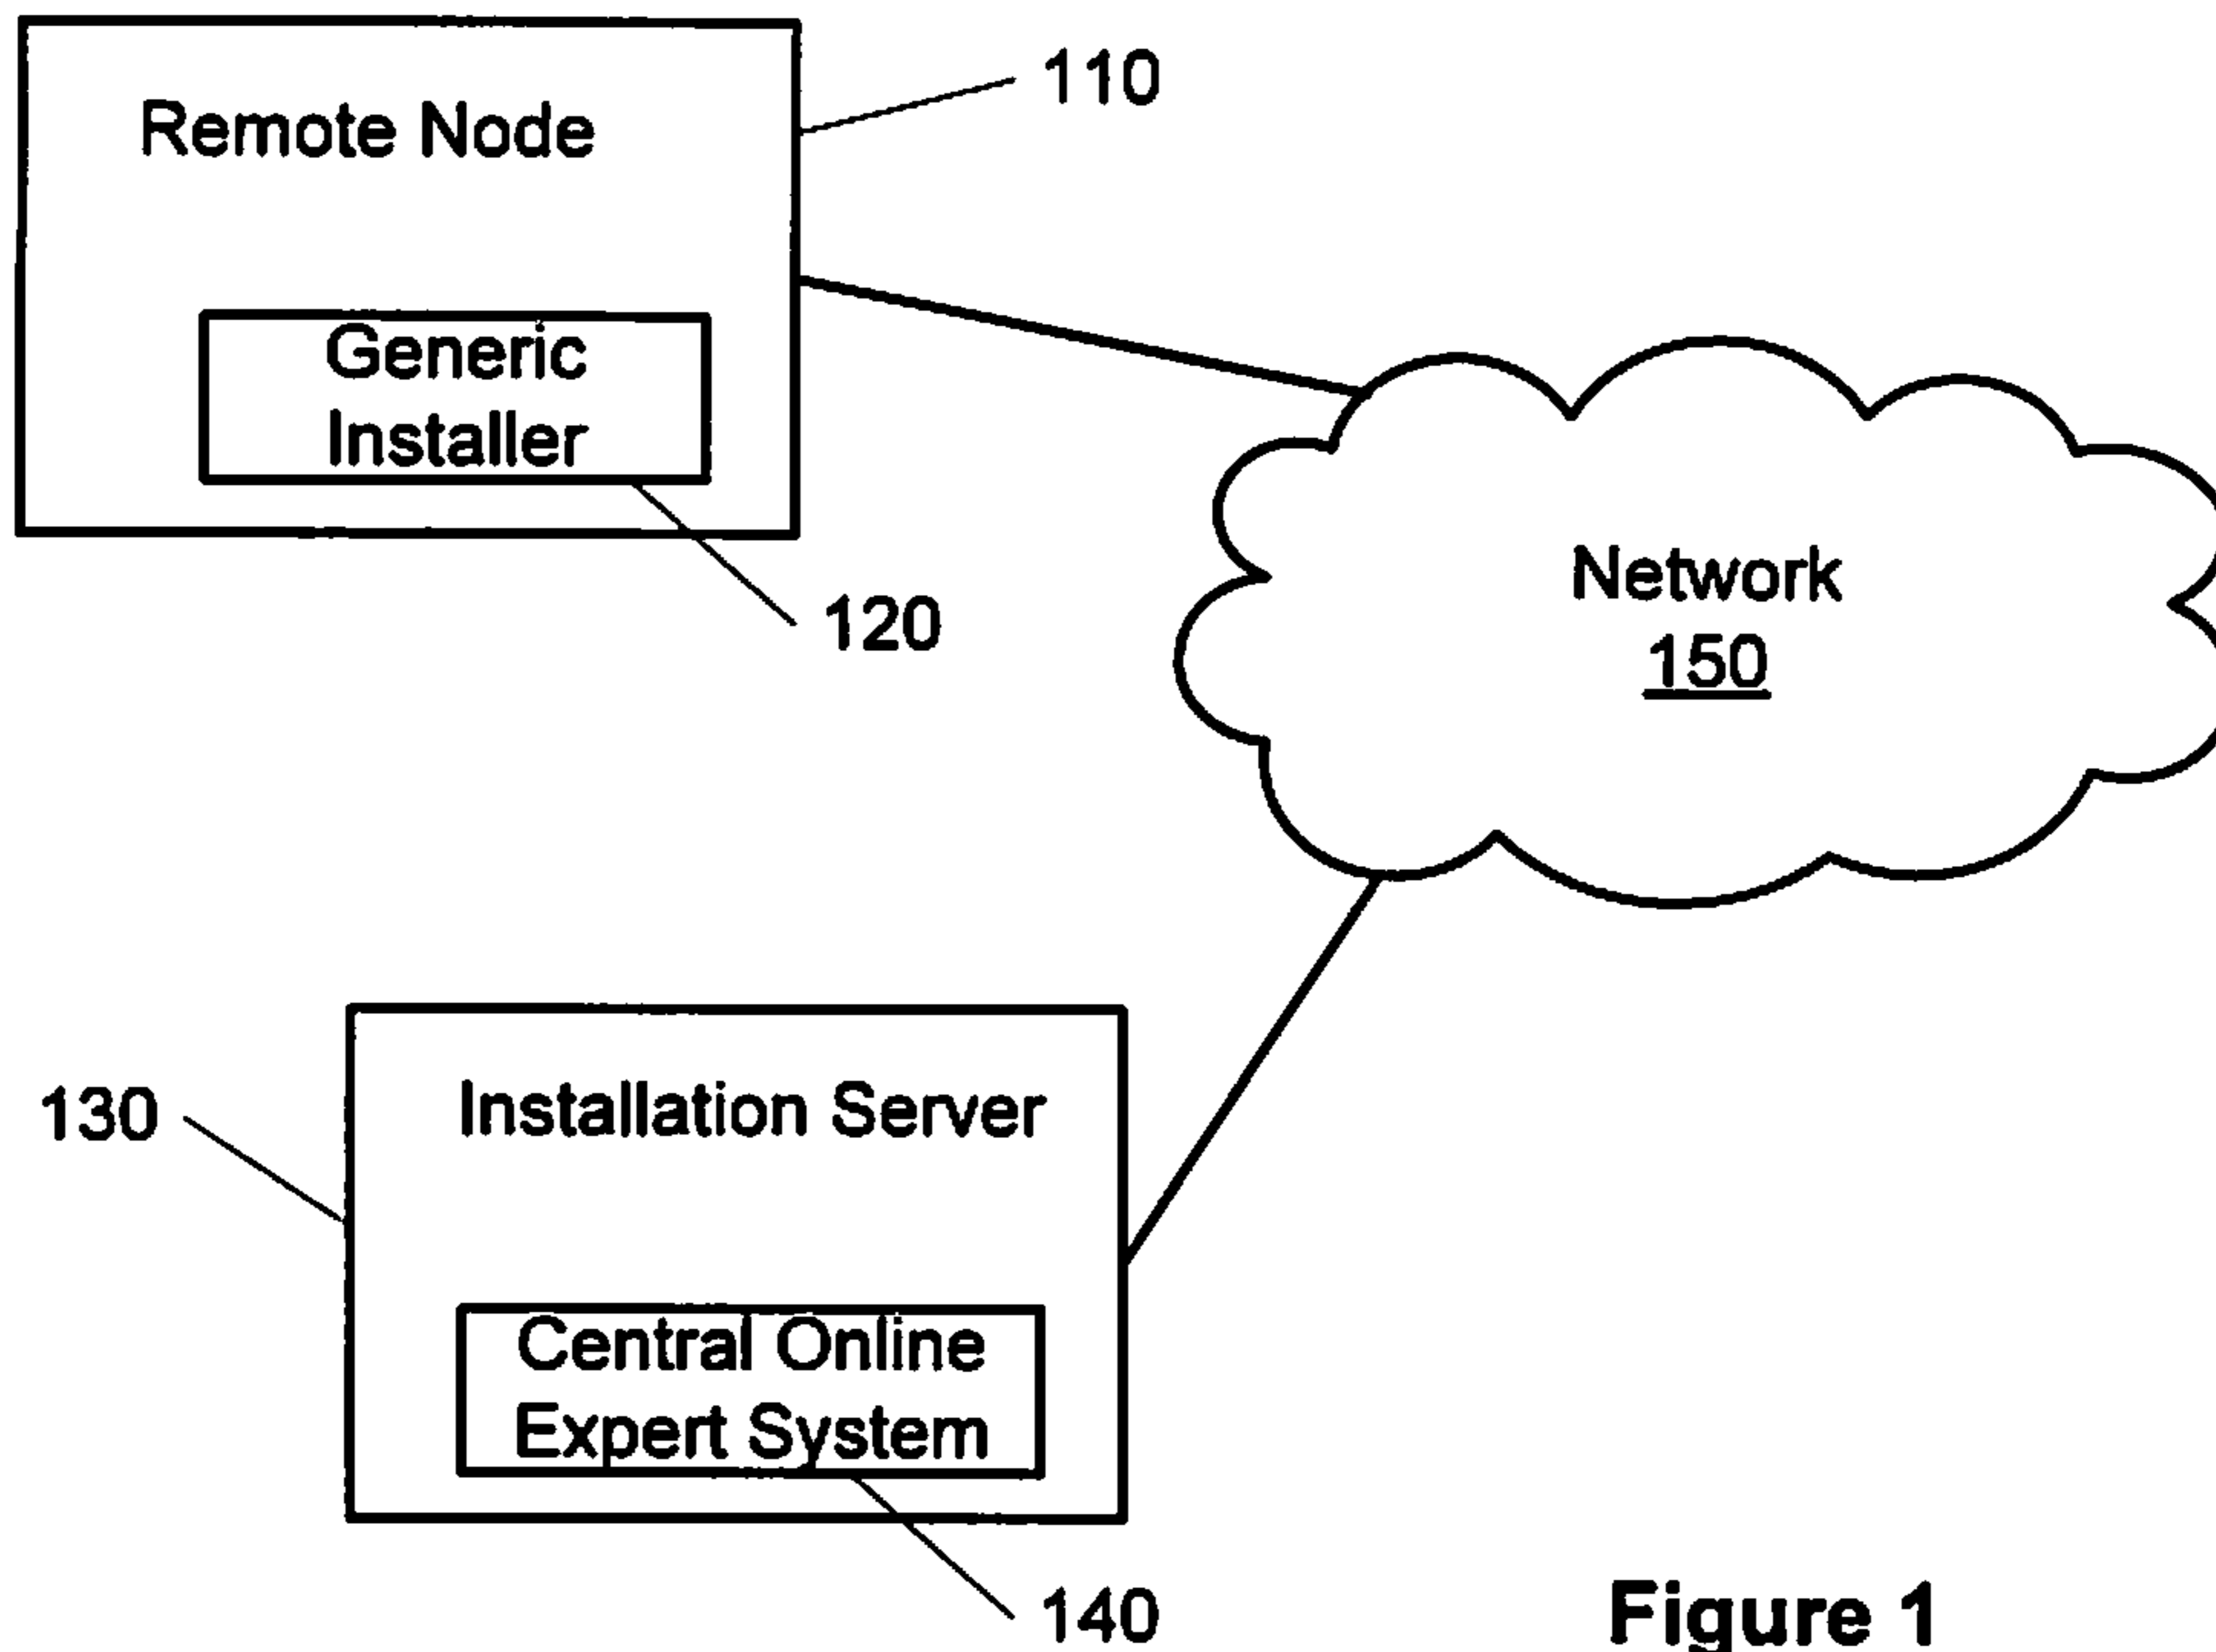 Remote Node
110
Generic
Installer
120
Network
150
130
Installation Server
Central Online
Expert System
140
Figure 1